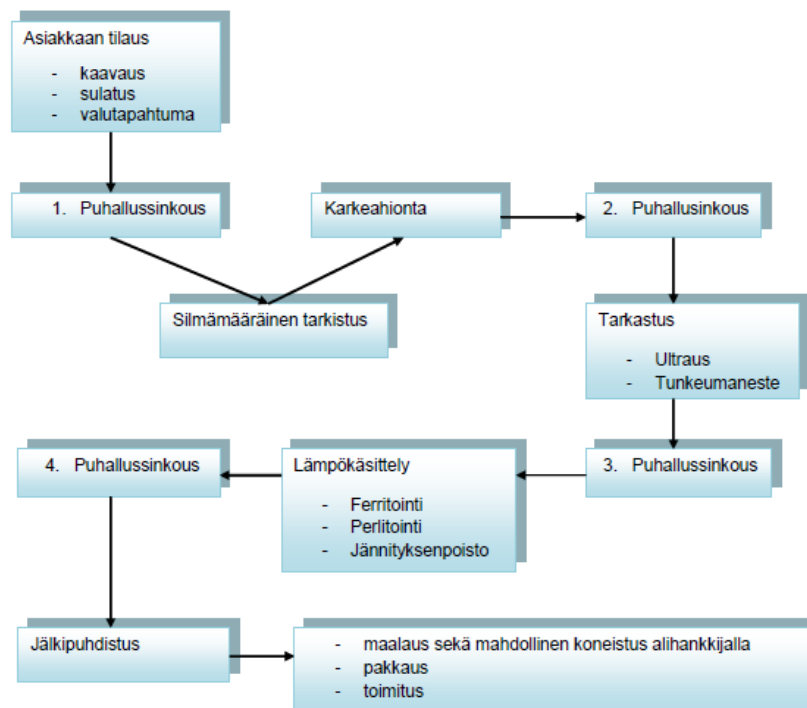 Asiakkaan tilaus
- kaavaus
- sulatus
- valutapahtuma
1. Puhallussinkous
Silmämääräinen tarkistus
Karkeahionta
2. Puhallusinkous
Tarkastus
- Ultraus
- Tunkeumaneste
3. Puhallussinkous
Lämpökäsittely
- Ferritointi
- Perlitointi
- Jännityksenpoisto
4. Puhallussinkous
Jälkipuhdistus
- maalaus sekä mahdollinen koneistus alihankkijalla
- pakkaus
- toimitus